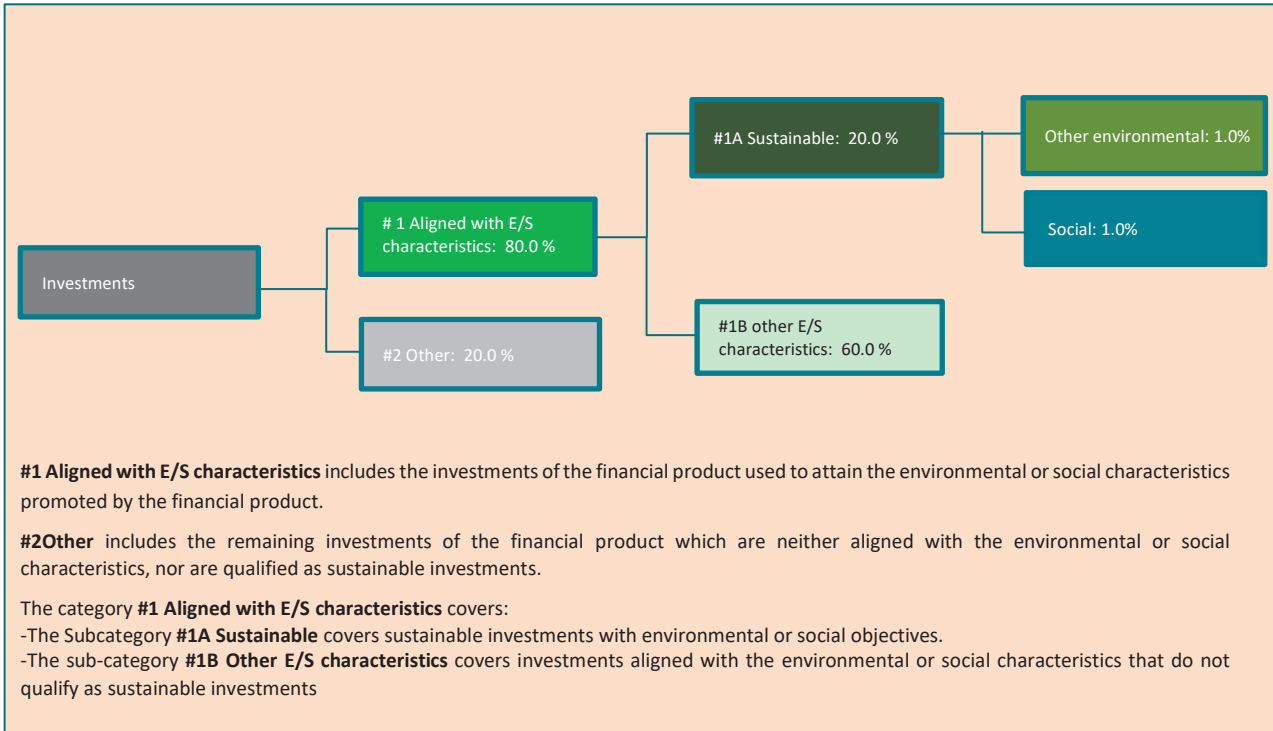 #1A Sustainable:  20.0 %
Other environmental: 1.0%
# 1 Aligned with E/S
characteristics:  80.0 %
Social: 1.0%
Investments
#1B other E/S
characteristics:  60.0 %
#2 Other:  20.0 %
#1 Aligned with E/S characteristics includes the investments of the financial product used to attain the environmental or social characteristics
promoted by the financial product.
#2Other includes the remaining investments of the financial product which are neither aligned with the environmental or social
characteristics, nor are qualified as sustainable investments.
The category #1 Aligned with E/S characteristics covers:
-The Subcategory #1A Sustainable covers sustainable investments with environmental or social objectives.
-The sub-category #1B Other E/S characteristics covers investments aligned with the environmental or social characteristics that do not
qualify as sustainable investments